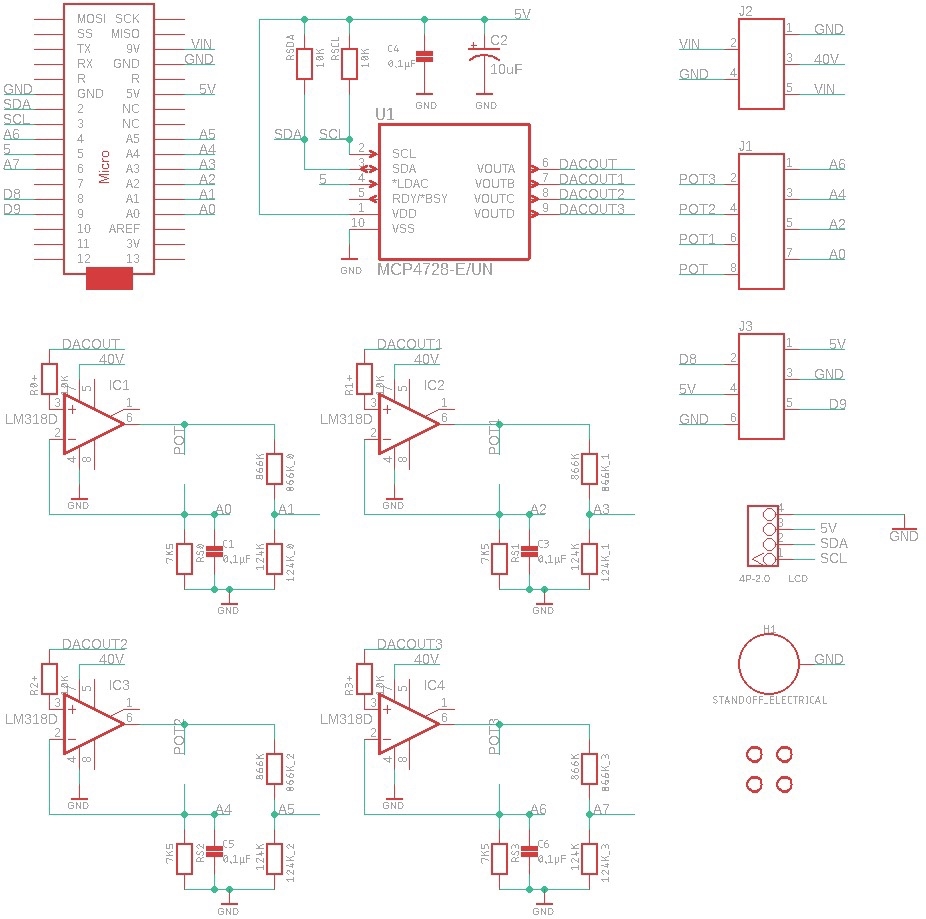 MOSI SCK
SS MISO
TX 9V VIN
RX GND GND
R R
GND GND 5V 5V
SDA 2 NC
SCL 3 NC
A6 4 A5 A5
5 5 A4 A4
A7 6 A3 A3
7 A2 A2
D8 8 A1 A1
D9 9 A0 A0
10 AREF
11 3V
12 13
Micro
5V
RSDA 10K
RSCL 10K
C4
0.1µF
C2
10uF
GND
GND
U1
SDA
SCL
5
2 SCL
3 SDA
4 *LDAC
5 RDY/*BSY
1 VDD
10 VSS
VOUTA 6 DACOUT
VOUTB 7 DACOUT1
VOUTC 8 DACOUT2
VOUTD 9 DACOUT3
GND
MCP4728-E/UN
J2
1 GND
VIN 2
3 40V
GND 4
5 VIN
J1
1 A6
POT3 2
3 A4
POT2 4
5 A2
POT1 6
7 A0
POT 8
J3
1 5V
D8 2
3 GND
5V 4
5 D9
GND 6
DACOUT
40V
R0+
10K
7
5
IC1
3
1
6
LM318D
2
4
8
GND
POT
866K
866K_0
A0
A1
7K5
RS0
C1
0,1µF
124K
124K_0
GND
DACOUT1
40V
R1+
10K
7
5
IC2
3
1
6
LM318D
2
4
8
GND
POT1
866K
866K_1
A2
A3
7K5
RS1
C3
0,1µF
124K
124K_1
GND
4
3 5V
2 SDA
1 SCL
GND
4P-2.0 LCD
DACOUT2
40V
R2+
10K
7
5
IC3
3
1
6
LM318D
2
4
8
GND
POT2
866K
866K_2
A4
A5
7K5
RS2
C5
0,1µF
124K
124K_2
GND
DACOUT3
40V
R3+
10K
7
5
IC4
3
1
6
LM318D
2
4
8
GND
POT3
866K
866K_3
A6
A7
7K5
RS3
C6
0,1µF
124K
124K_3
GND
H1
GND
STANDOFF_ELECTRICAL